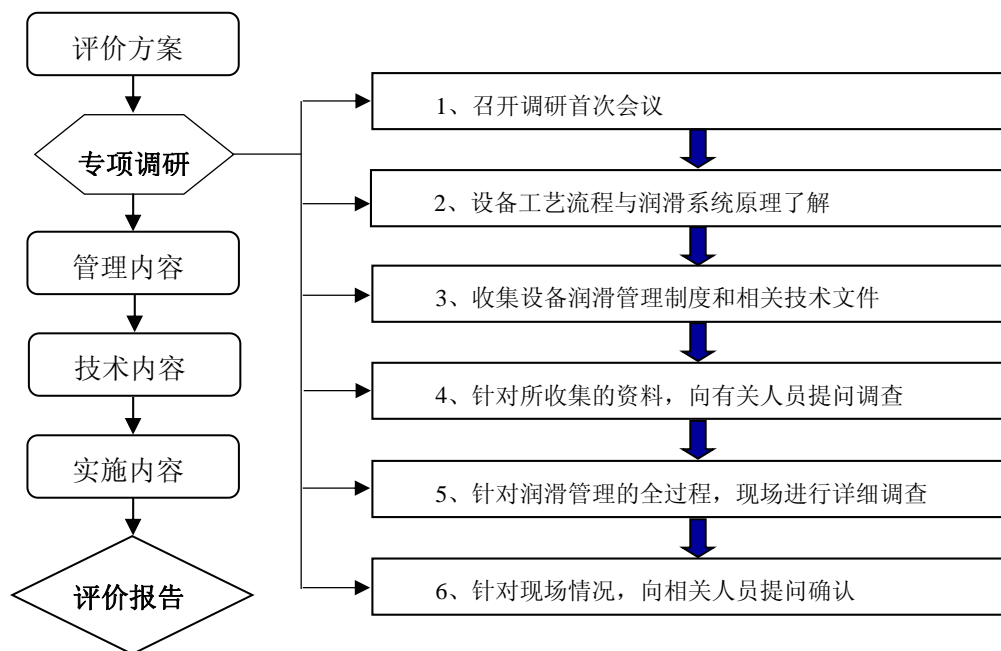 评价方案
专项调研
管理内容
技术内容
实施内容
评价报告
1、召开调研首次会议
2、设备工艺流程与润滑系统原理了解
3、收集设备润滑管理制度和相关技术文件
4、针对所收集的资料，向有关人员提问调查
5、针对润滑管理的全过程，现场进行详细调查
6、针对现场情况，向相关人员提问确认